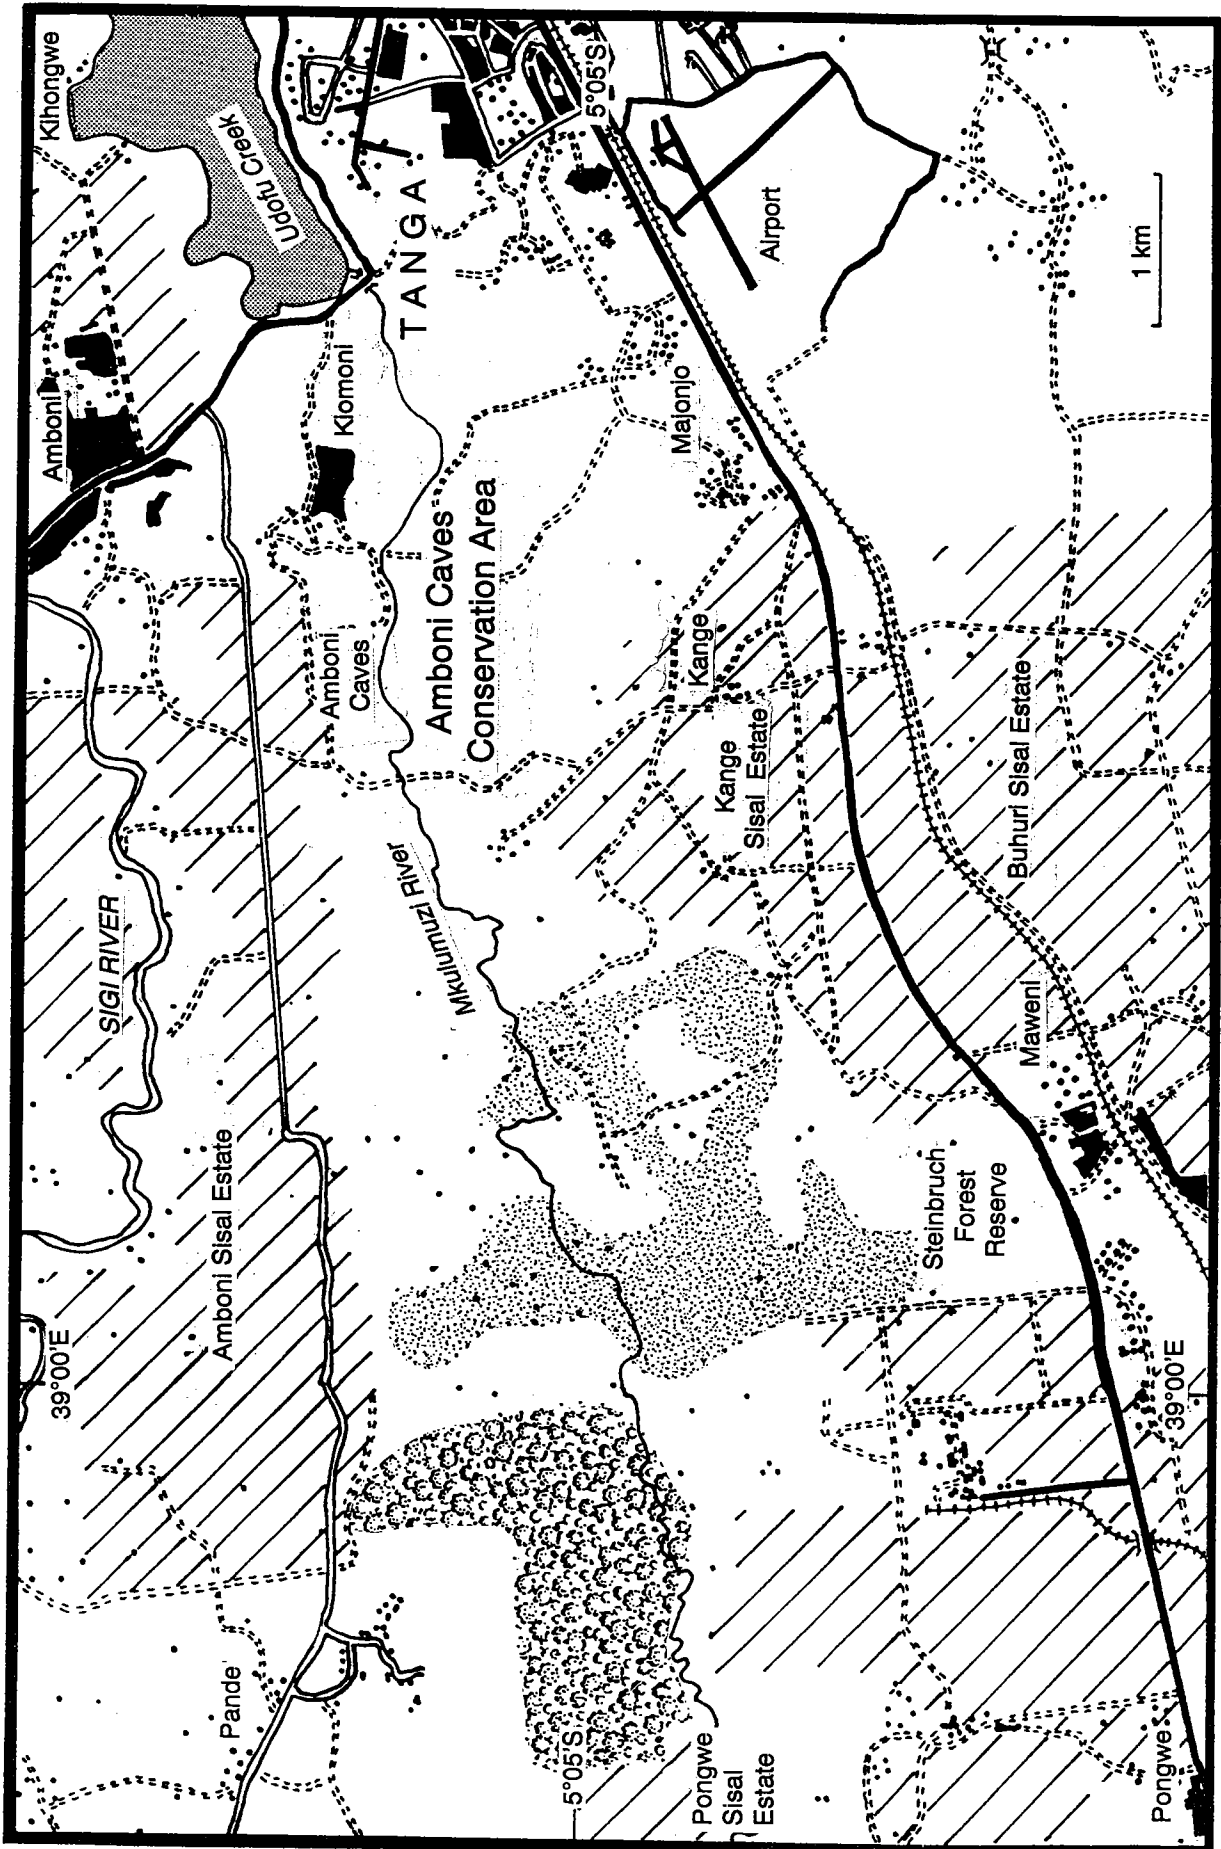 Kihongwe
Udofu Creek
Amboni
Kiomoni
TANGA
5°05'S
Airport
1 km
Majonjo
Amboni
Caves
Amboni Caves
Conservation Area
Kange
Kange
Sisal Estate
Buhuri Sisal Estate
SIGI RIVER
Mkulumuzi River
Maweni
Amboni Sisal Estate
Steinbruch
Forest
Reserve
39°00'E
39°00'E
Pande
5°05'S
Pongwe
Sisal
Estate
Pongwe